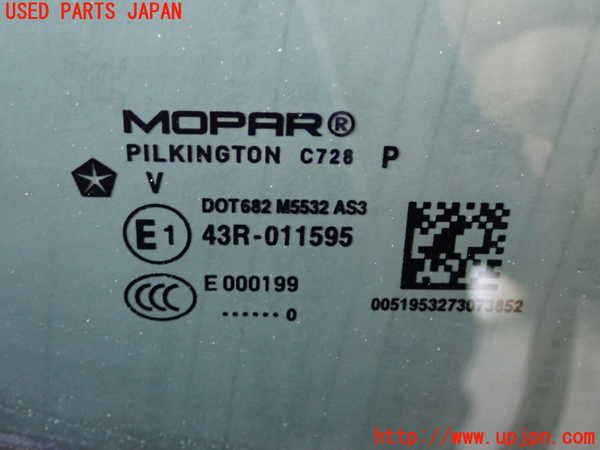 USED PARTS JAPAN
MOPAR®
PILKINGTON C728 P
V
DOT682 M5532 AS3
E1 43R-011595
CCC E 000199
...... 0
0051953273073852
http://www.upjpn.com/